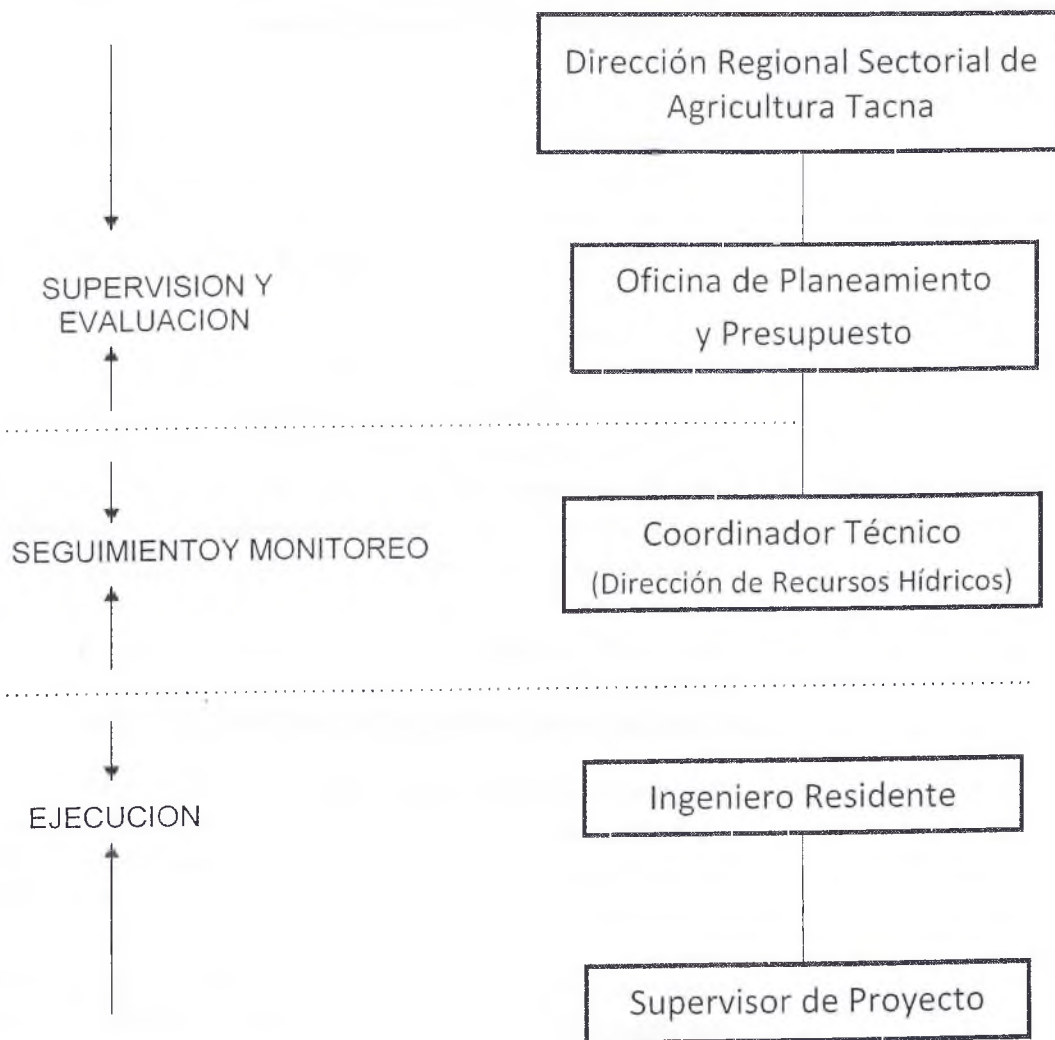 Dirección Regional Sectorial de
Agricultura Tacna
SUPERVISION Y
EVALUACION
Oficina de Planeamiento
y Presupuesto
SEGUIMIENTOY MONITOREO
Coordinador Técnico
(Dirección de Recursos Hídricos)
EJECUCION
Ingeniero Residente
Supervisor de Proyecto